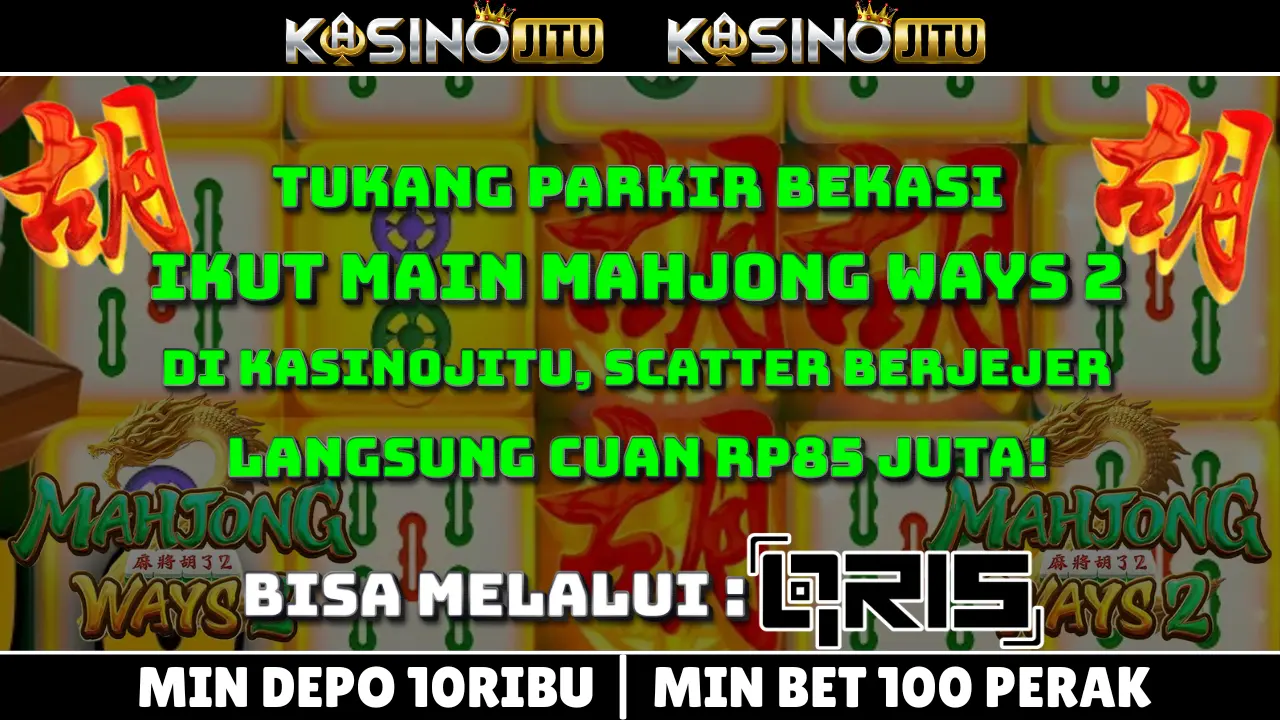 KASINOJITU KASINOJITU
胡 胡
TUKANG PARKIR BEKASI
IKUT MAIN MAHJONG WAYS 2
DI KASINOJITU, SCATTER BERJEJER
LANGSUNG CUAN RP85 JUTA!
MAHJONG MAHJONG
麻將胡了2 麻將胡了2
WAYS 2 WAYS 2
BISA MELALUI : QRIS
MIN DEPO 10RIBU | MIN BET 100 PERAK